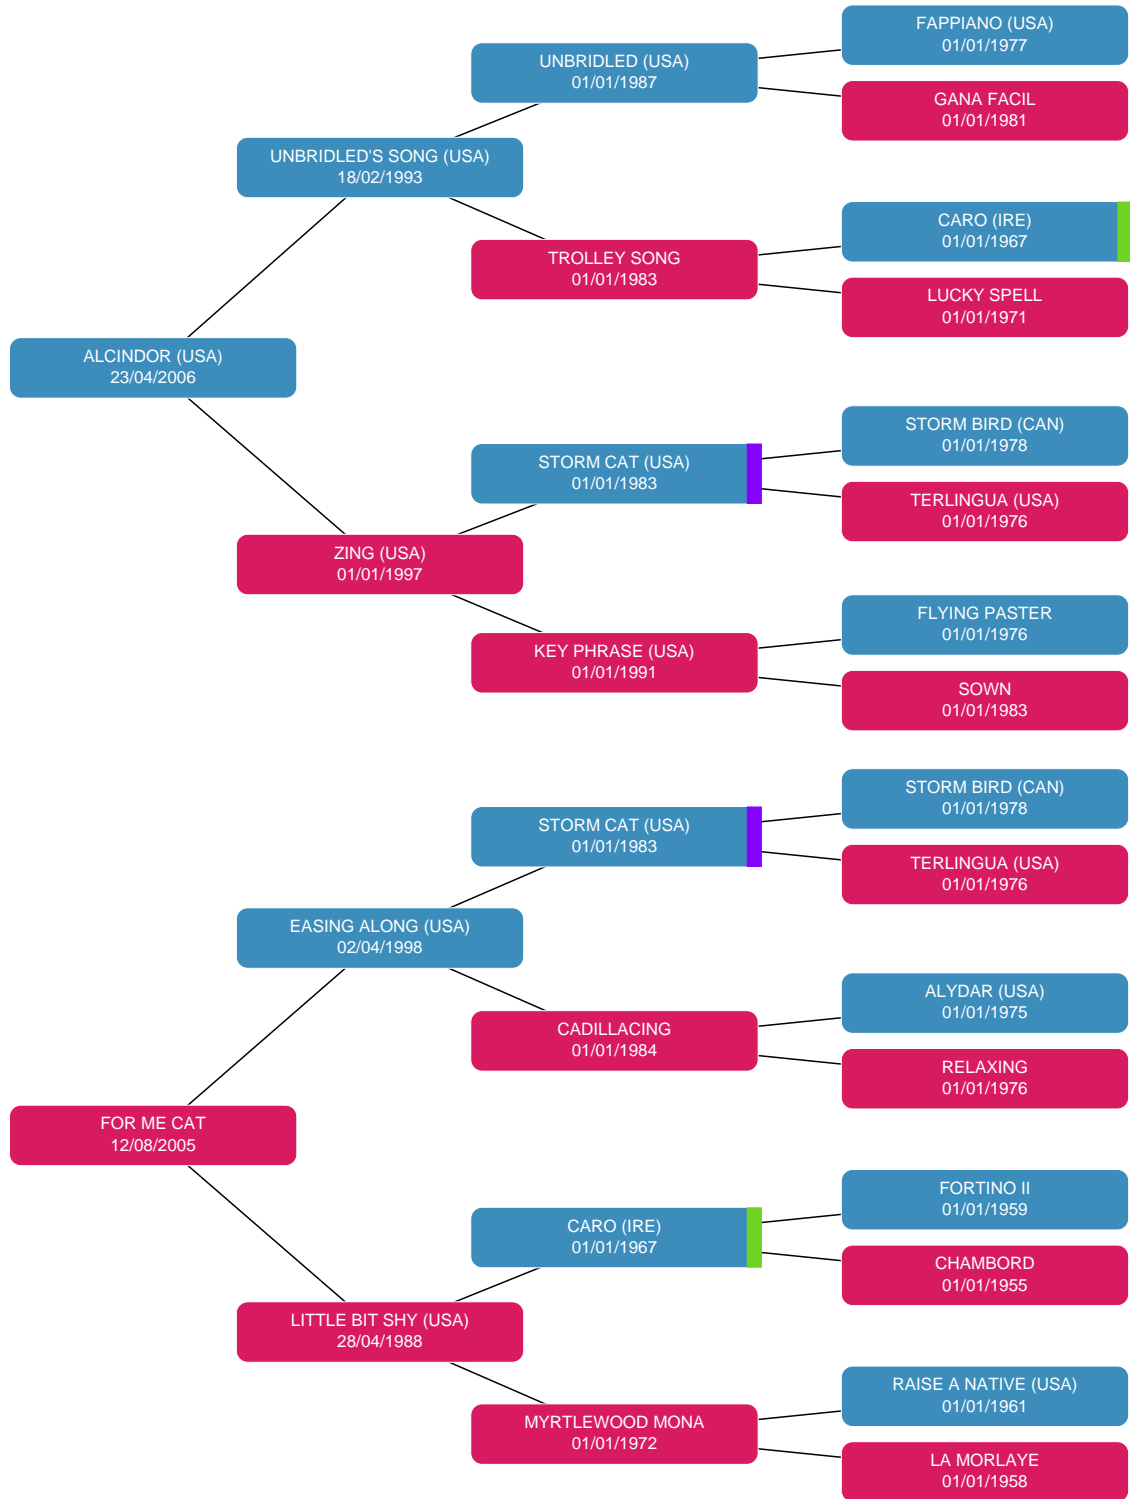 FAPPIANO (USA)
01/01/1977
UNBRIDLED (USA)
01/01/1987
GANA FACIL
01/01/1981
UNBRIDLED'S SONG (USA)
18/02/1993
CARO (IRE)
01/01/1967
TROLLEY SONG
01/01/1983
LUCKY SPELL
01/01/1971
ALCINDOR (USA)
23/04/2006
STORM BIRD (CAN)
01/01/1978
STORM CAT (USA)
01/01/1983
TERLINGUA (USA)
01/01/1976
ZING (USA)
01/01/1997
FLYING PASTER
01/01/1976
KEY PHRASE (USA)
01/01/1991
SOWN
01/01/1983
STORM BIRD (CAN)
01/01/1978
STORM CAT (USA)
01/01/1983
TERLINGUA (USA)
01/01/1976
EASING ALONG (USA)
02/04/1998
ALYDAR (USA)
01/01/1975
CADILLACING
01/01/1984
RELAXING
01/01/1976
FOR ME CAT
12/08/2005
FORTINO II
01/01/1959
CARO (IRE)
01/01/1967
CHAMBORD
01/01/1955
LITTLE BIT SHY (USA)
28/04/1988
RAISE A NATIVE (USA)
01/01/1961
MYRTLEWOOD MONA
01/01/1972
LA MORLAYE
01/01/1958